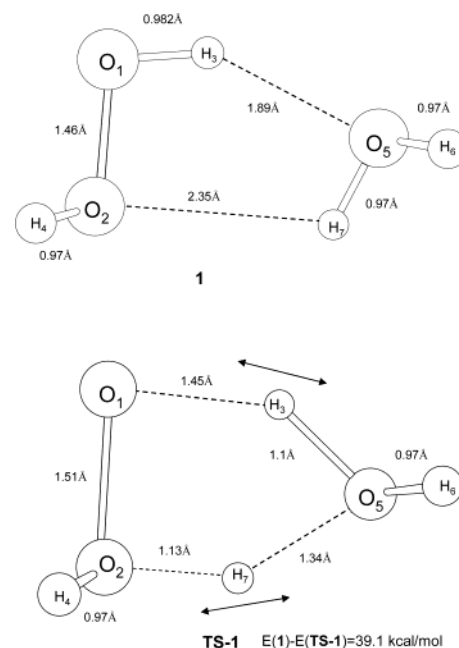 0.982Å
O1
H3
1.89Å
0.97Å
O5
H6
1.46Å
0.97Å
2.35Å
H4
O2
H7
0.97Å
1
1.45Å
O1
H3
0.97Å
1.1Å
O5
H6
1.51Å
1.13Å
1.34Å
O2
H7
H4
0.97Å
TS-1 E(1)-E(TS-1)=39.1 kcal/mol